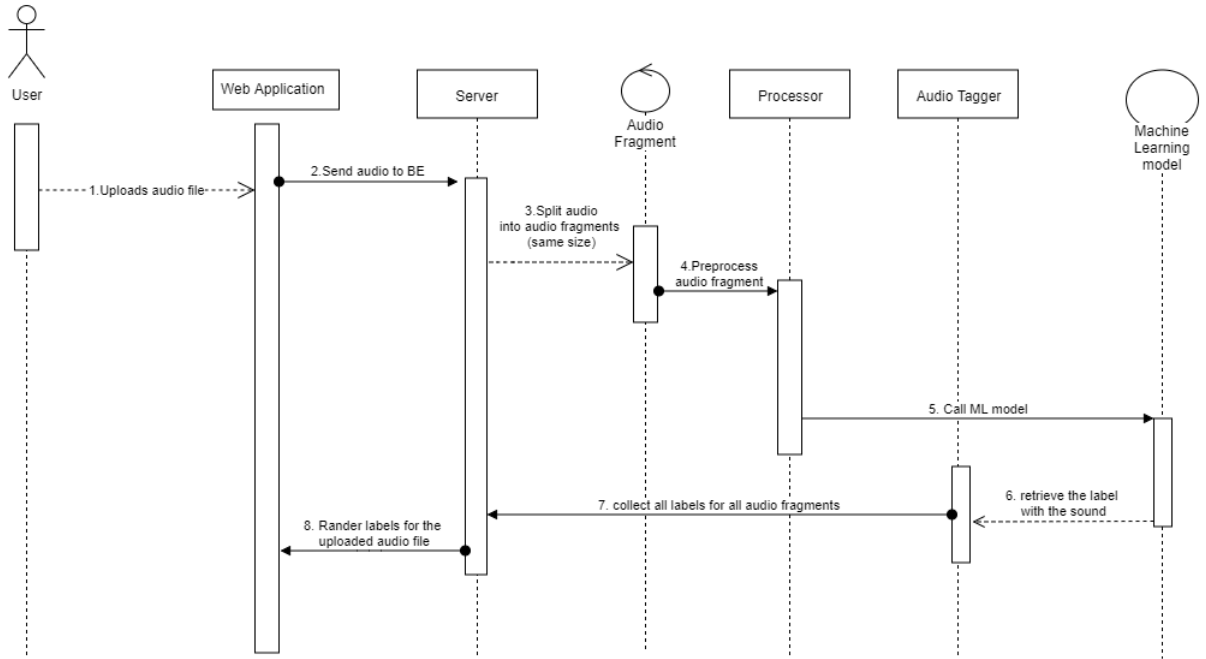 User
Web Application
Server
Audio
Fragment
Processor
Audio Tagger
Machine
Learning
model
1.Uploads audio file
2.Send audio to BE
3.Split audio
into audio fragments
(same size)
4.Preprocess
audio fragment
5. Call ML model
6. retrieve the label
with the sound
7. collect all labels for all audio fragments
8. Rander labels for the
uploaded audio file